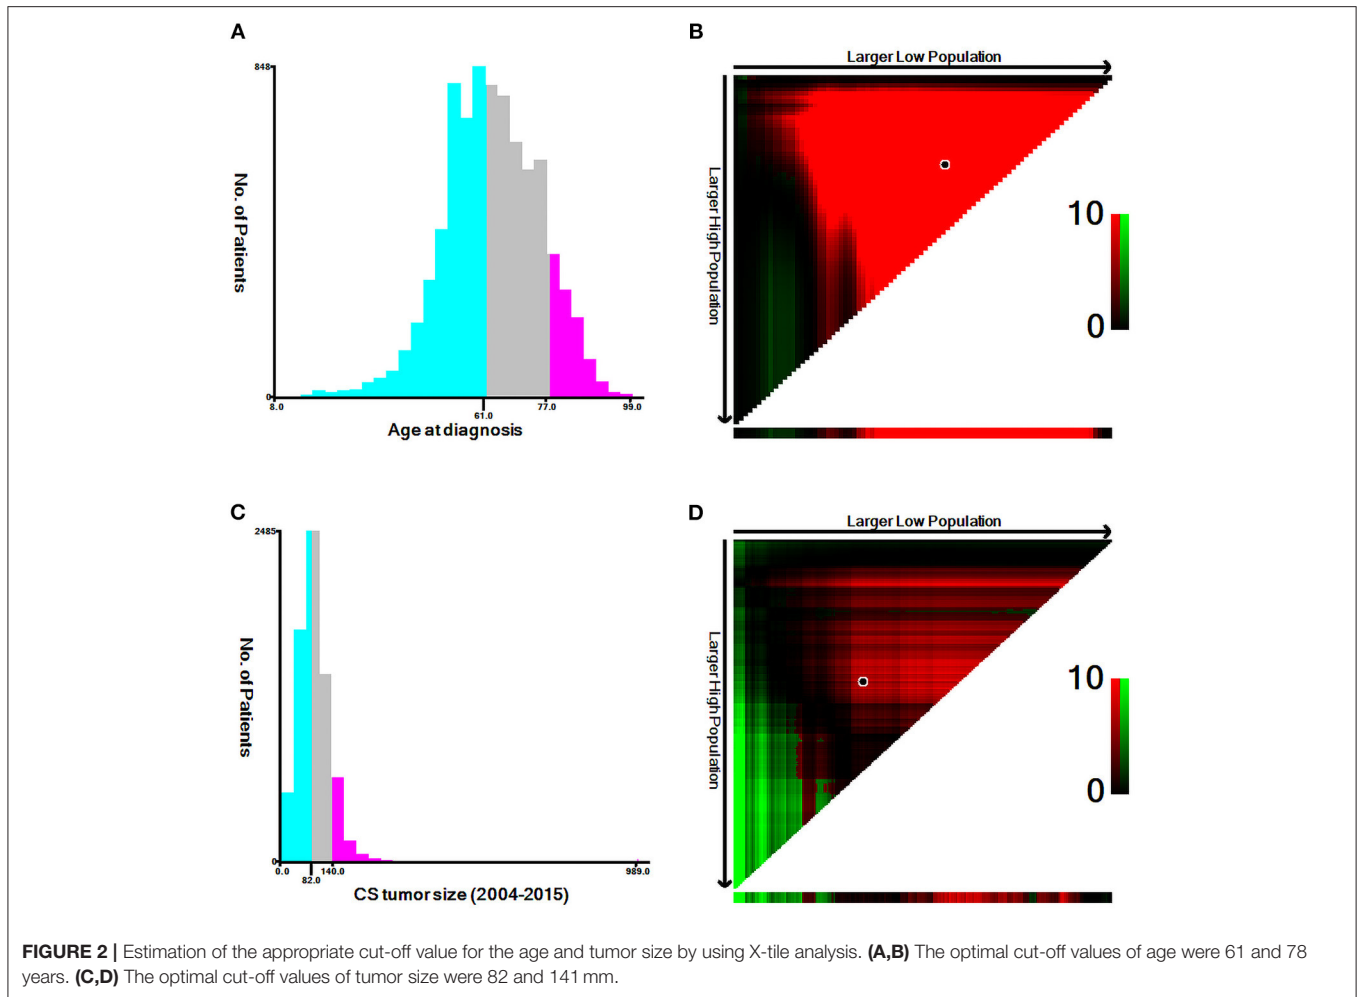 A
848
No. of Patients
0
8.0
61.0
77.0
99.0
Age at diagnosis
B
Larger Low Population
Larger High Population
10
0
C
2485
No. of Patients
0
0.0
82.0
140.0
989.0
CS tumor size (2004-2015)
D
Larger Low Population
Larger High Population
10
0
FIGURE 2 | Estimation of the appropriate cut-off value for the age and tumor size by using X-tile analysis. (A,B) The optimal cut-off values of age were 61 and 78
years. (C,D) The optimal cut-off values of tumor size were 82 and 141 mm.